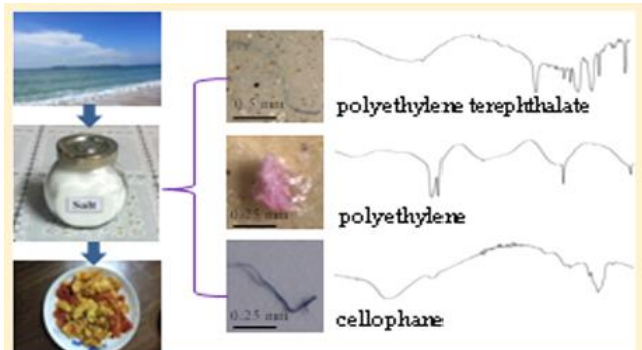 0.5 mm
polyethylene terephthalate
Salt
0.25 mm
polyethylene
0.25 mm
cellophane